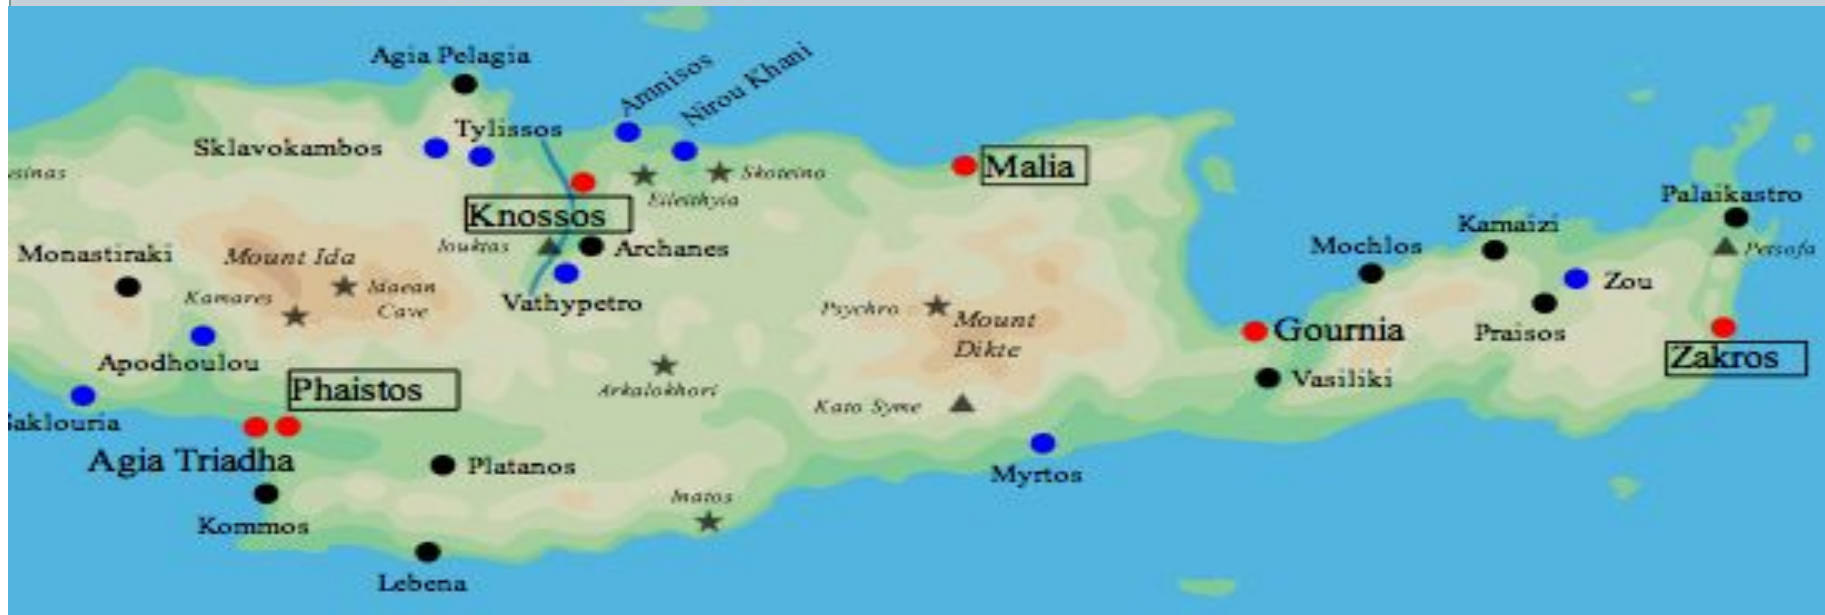 Agia Pelagia
Amnisos
Nirou Khani
Tylissos
Sklavokambos
Malia
Skoteino
Eileithyia
Knossos
Palaikastro
Kamaizi
Mochlos
Petsofa
Iouktas
Archanes
Monastiraki
Mount Ida
Zou
Idaean
Cave
Kamares
Vathypetro
Psychro
Mount
Dikte
Gournia
Praisos
Zakros
Apodhoulou
Phaistos
Vasiliki
Arkalokhori
Kato Syme
Agia Triadha
Platanos
Myrtos
Inatos
Kommos
Lebena